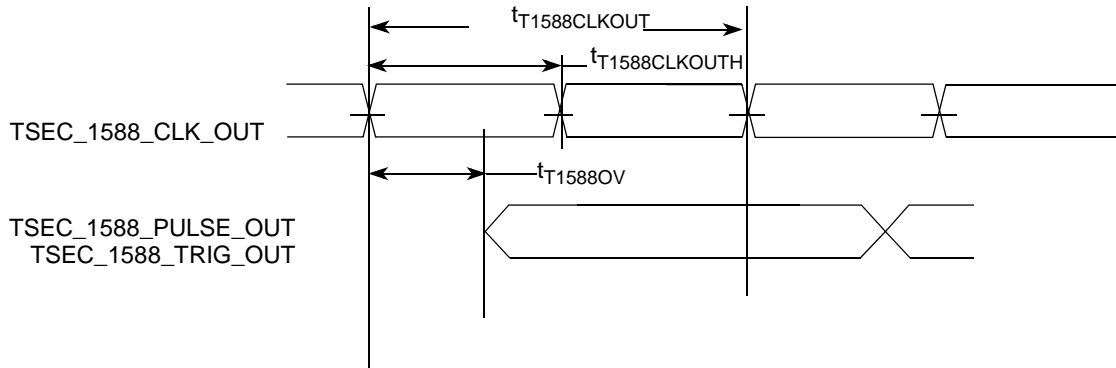 tT1588CLKOUT
tT1588CLKOUTH
TSEC_1588_CLK_OUT
tT1588OV
TSEC_1588_PULSE_OUT
TSEC_1588_TRIG_OUT